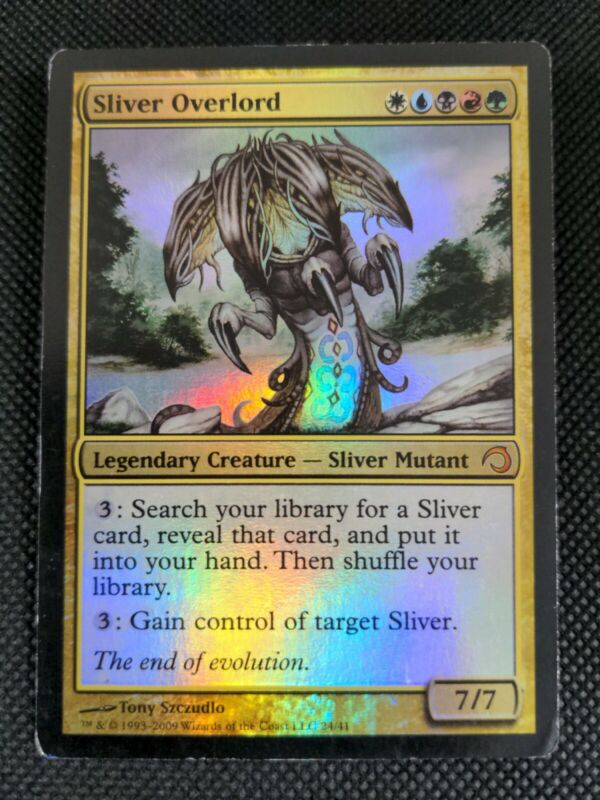 Sliver Overlord
Legendary Creature — Sliver Mutant
3: Search your library for a Sliver
card, reveal that card, and put it
into your hand. Then shuffle your
library.
3: Gain control of target Sliver.
The end of evolution.
7/7
Tony Szczudlo
™ & © 1993–2009 Wizards of the Coast LLC 24/41